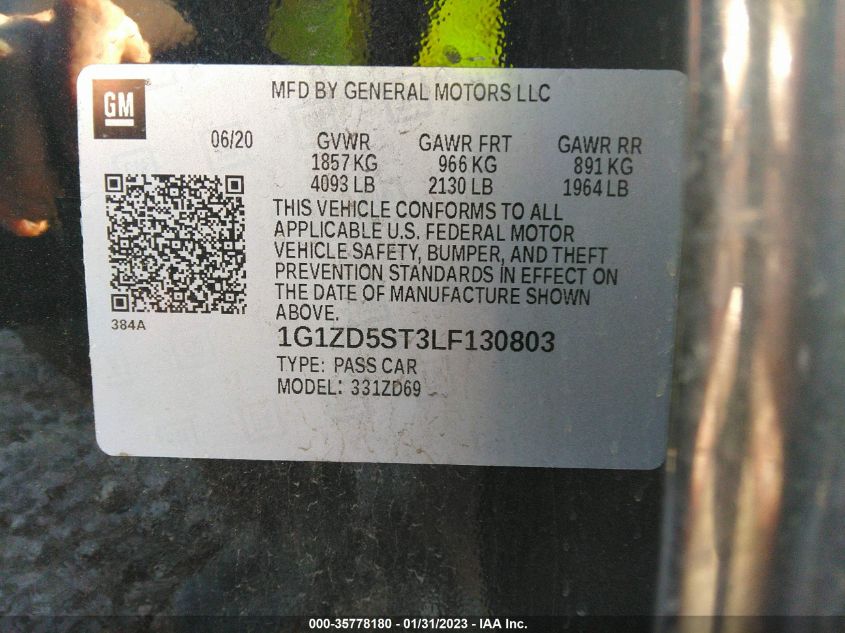 GM
MFD BY GENERAL MOTORS LLC
06/20 GVWR GAWR FRT GAWR RR
1857 KG 966 KG 891 KG
4093 LB 2130 LB 1964 LB
THIS VEHICLE CONFORMS TO ALL
APPLICABLE U.S. FEDERAL MOTOR
VEHICLE SAFETY, BUMPER, AND THEFT
PREVENTION STANDARDS IN EFFECT ON
THE DATE OF MANUFACTURE SHOWN
ABOVE.
384A
1G1ZD5ST3LF130803
TYPE: PASS CAR
MODEL: 331ZD69
000-35778180 - 01/31/2023 - IAA Inc.